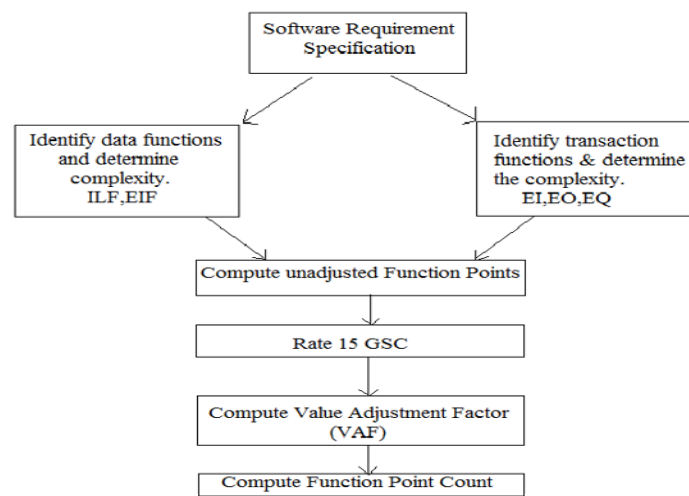 Software Requirement
Specification
Identify data functions
and determine
complexity.
ILF,EIF
Identify transaction
functions & determine
the complexity.
EI,EO,EQ
Compute unadjusted Function Points
Rate 15 GSC
Compute Value Adjustment Factor
(VAF)
Compute Function Point Count